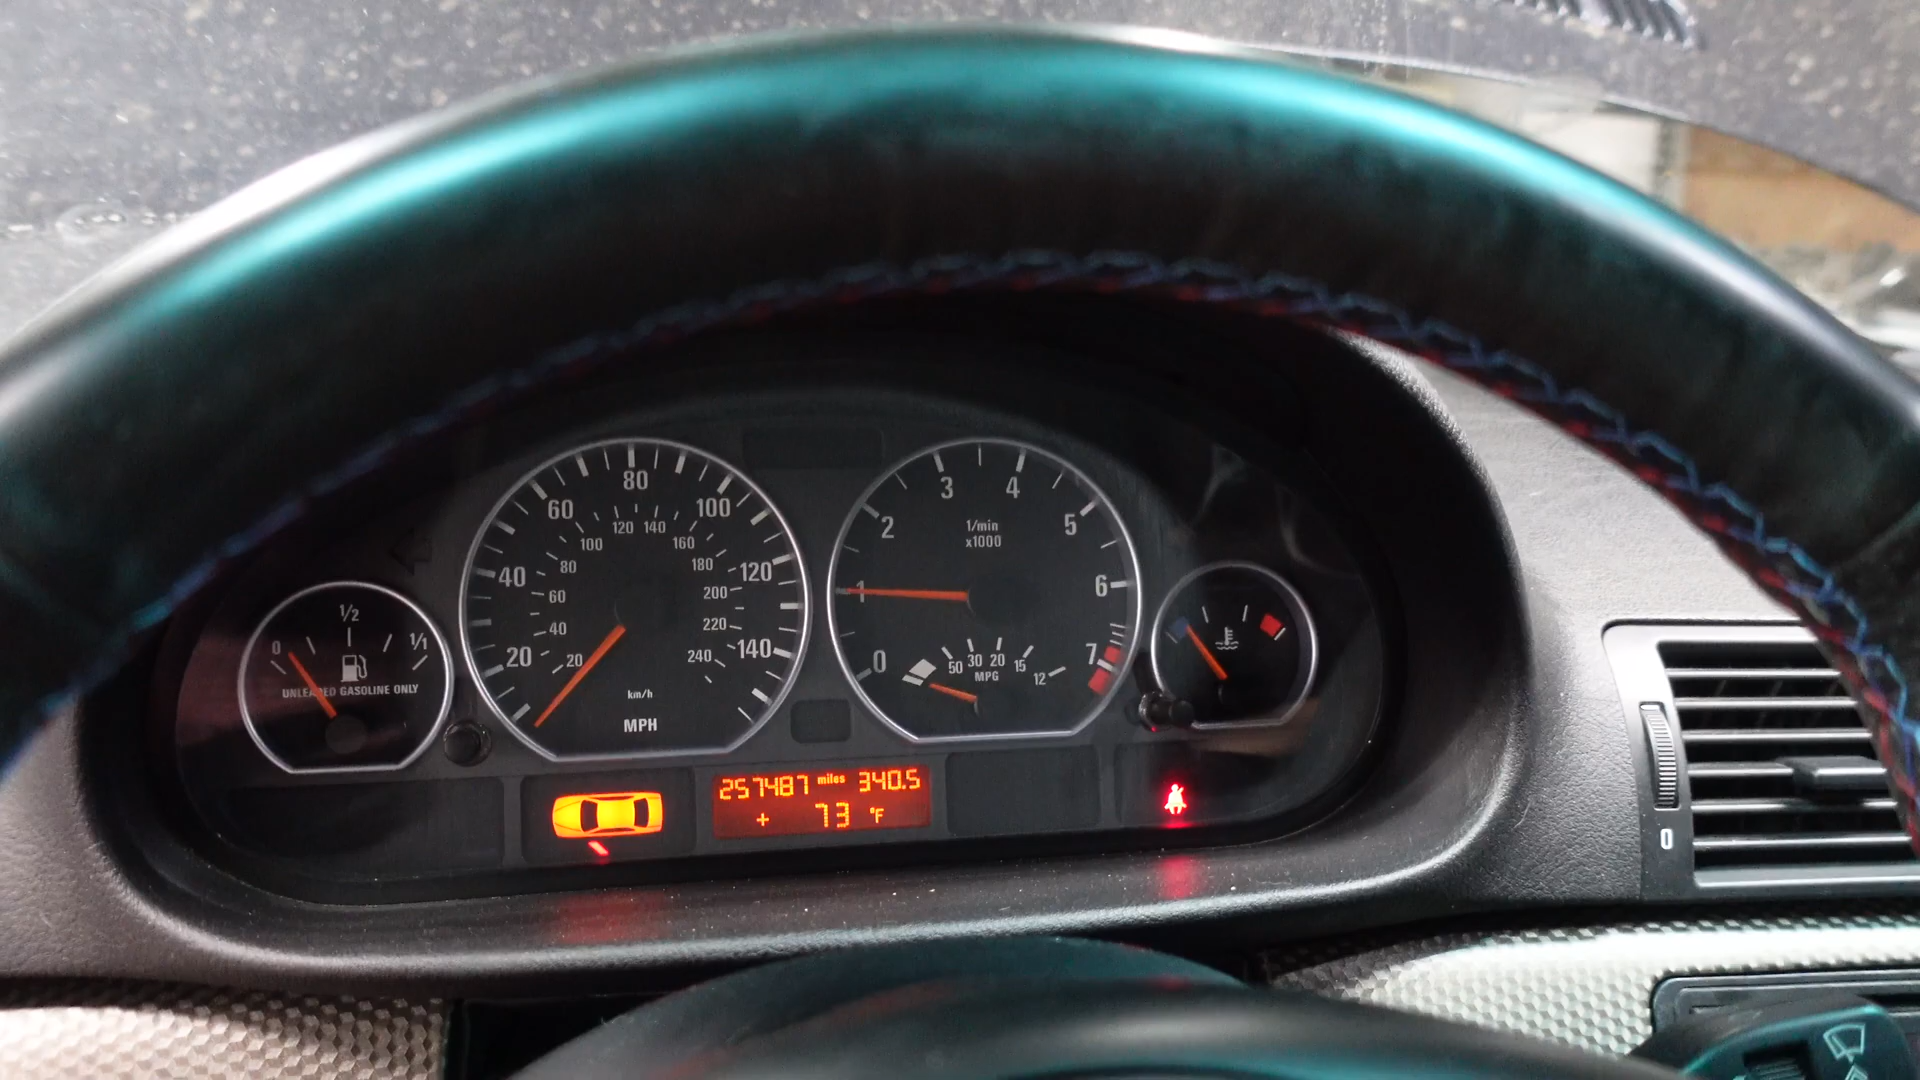 0 1/2 1/1
UNLEADED GASOLINE ONLY
20 40 60 80 100 120 140
20 40 60 80 100 120 140 160 180 200 220 240
km/h
MPH
0 1 2 3 4 5 6 7
1/min
x1000
50 30 20 15 12
MPG
257487 miles 340.5
+ 73 °F
0